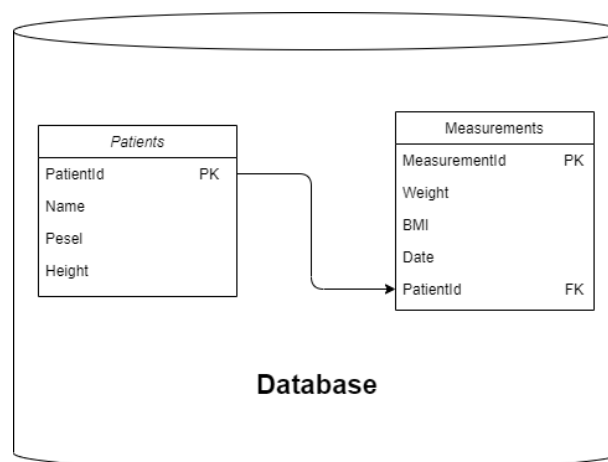 Patients
PatientId PK
Name
Pesel
Height
Measurements
MeasurementId PK
Weight
BMI
Date
PatientId FK
Database